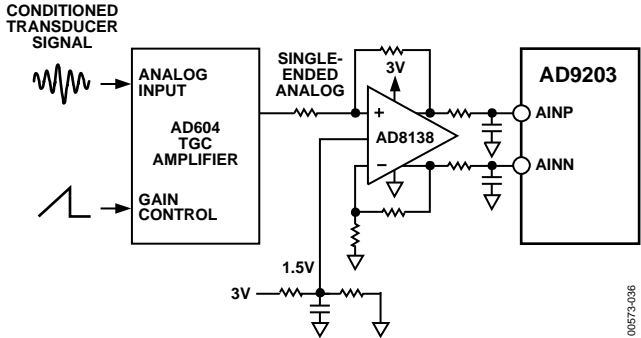 CONDITIONED
TRANSDUCER
SIGNAL
ANALOG
INPUT
AD604
TGC
AMPLIFIER
GAIN
CONTROL
SINGLE-
ENDED
ANALOG
3V
+
AD8138
−
1.5V
3V
AD9203
AINP
AINN
00573-036